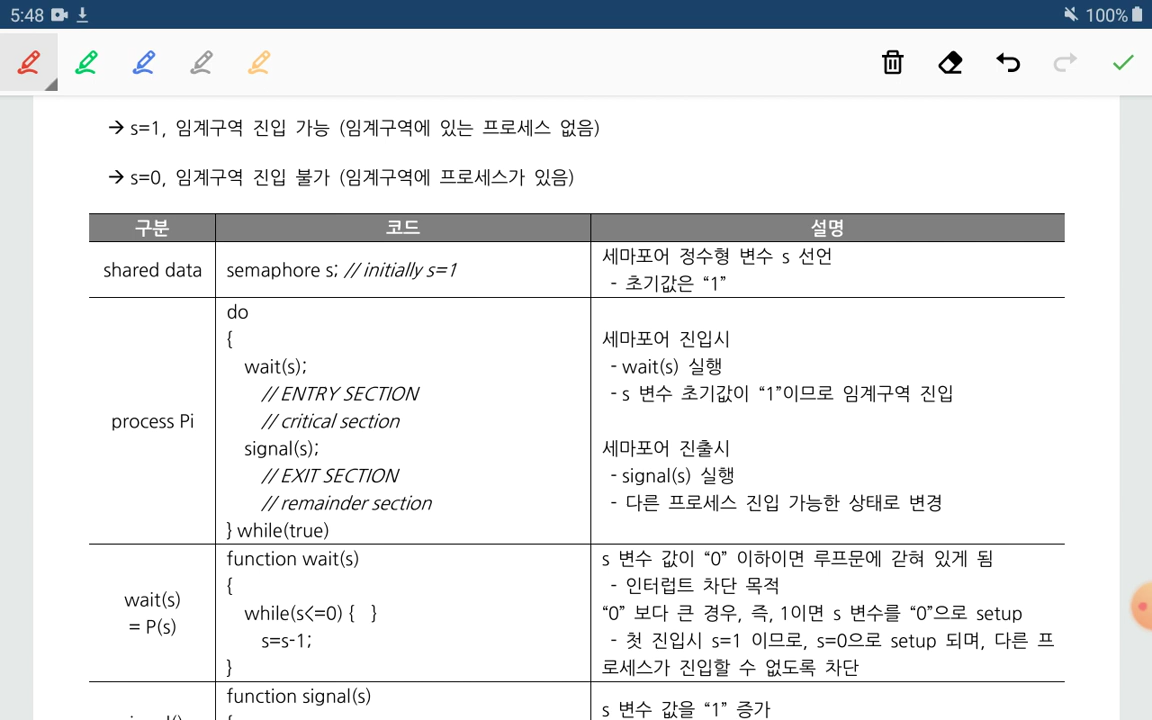 5:48
100%
→ s=1, 임계구역 진입 가능 (임계구역에 있는 프로세스 없음)
→ s=0, 임계구역 진입 불가 (임계구역에 프로세스가 있음)
구분 코드 설명
shared data
semaphore s; // initially s=1
세마포어 정수형 변수 s 선언
- 초기값은 “1”
process Pi
do
{
wait(s);
// ENTRY SECTION
// critical section
signal(s);
// EXIT SECTION
// remainder section
} while(true)
세마포어 진입시
- wait(s) 실행
- s 변수 초기값이 “1”이므로 임계구역 진입
세마포어 진출시
- signal(s) 실행
- 다른 프로세스 진입 가능한 상태로 변경
wait(s)
= P(s)
function wait(s)
{
while(s<=0) { }
s=s-1;
}
s 변수 값이 “0” 이하이면 루프문에 갇혀 있게 됨
- 인터럽트 차단 목적
“0” 보다 큰 경우, 즉, 1이면 s 변수를 “0”으로 setup
- 첫 진입시 s=1 이므로, s=0으로 setup 되며, 다른 프
로세스가 진입할 수 없도록 차단
function signal(s)
s 변수 값을 “1” 증가